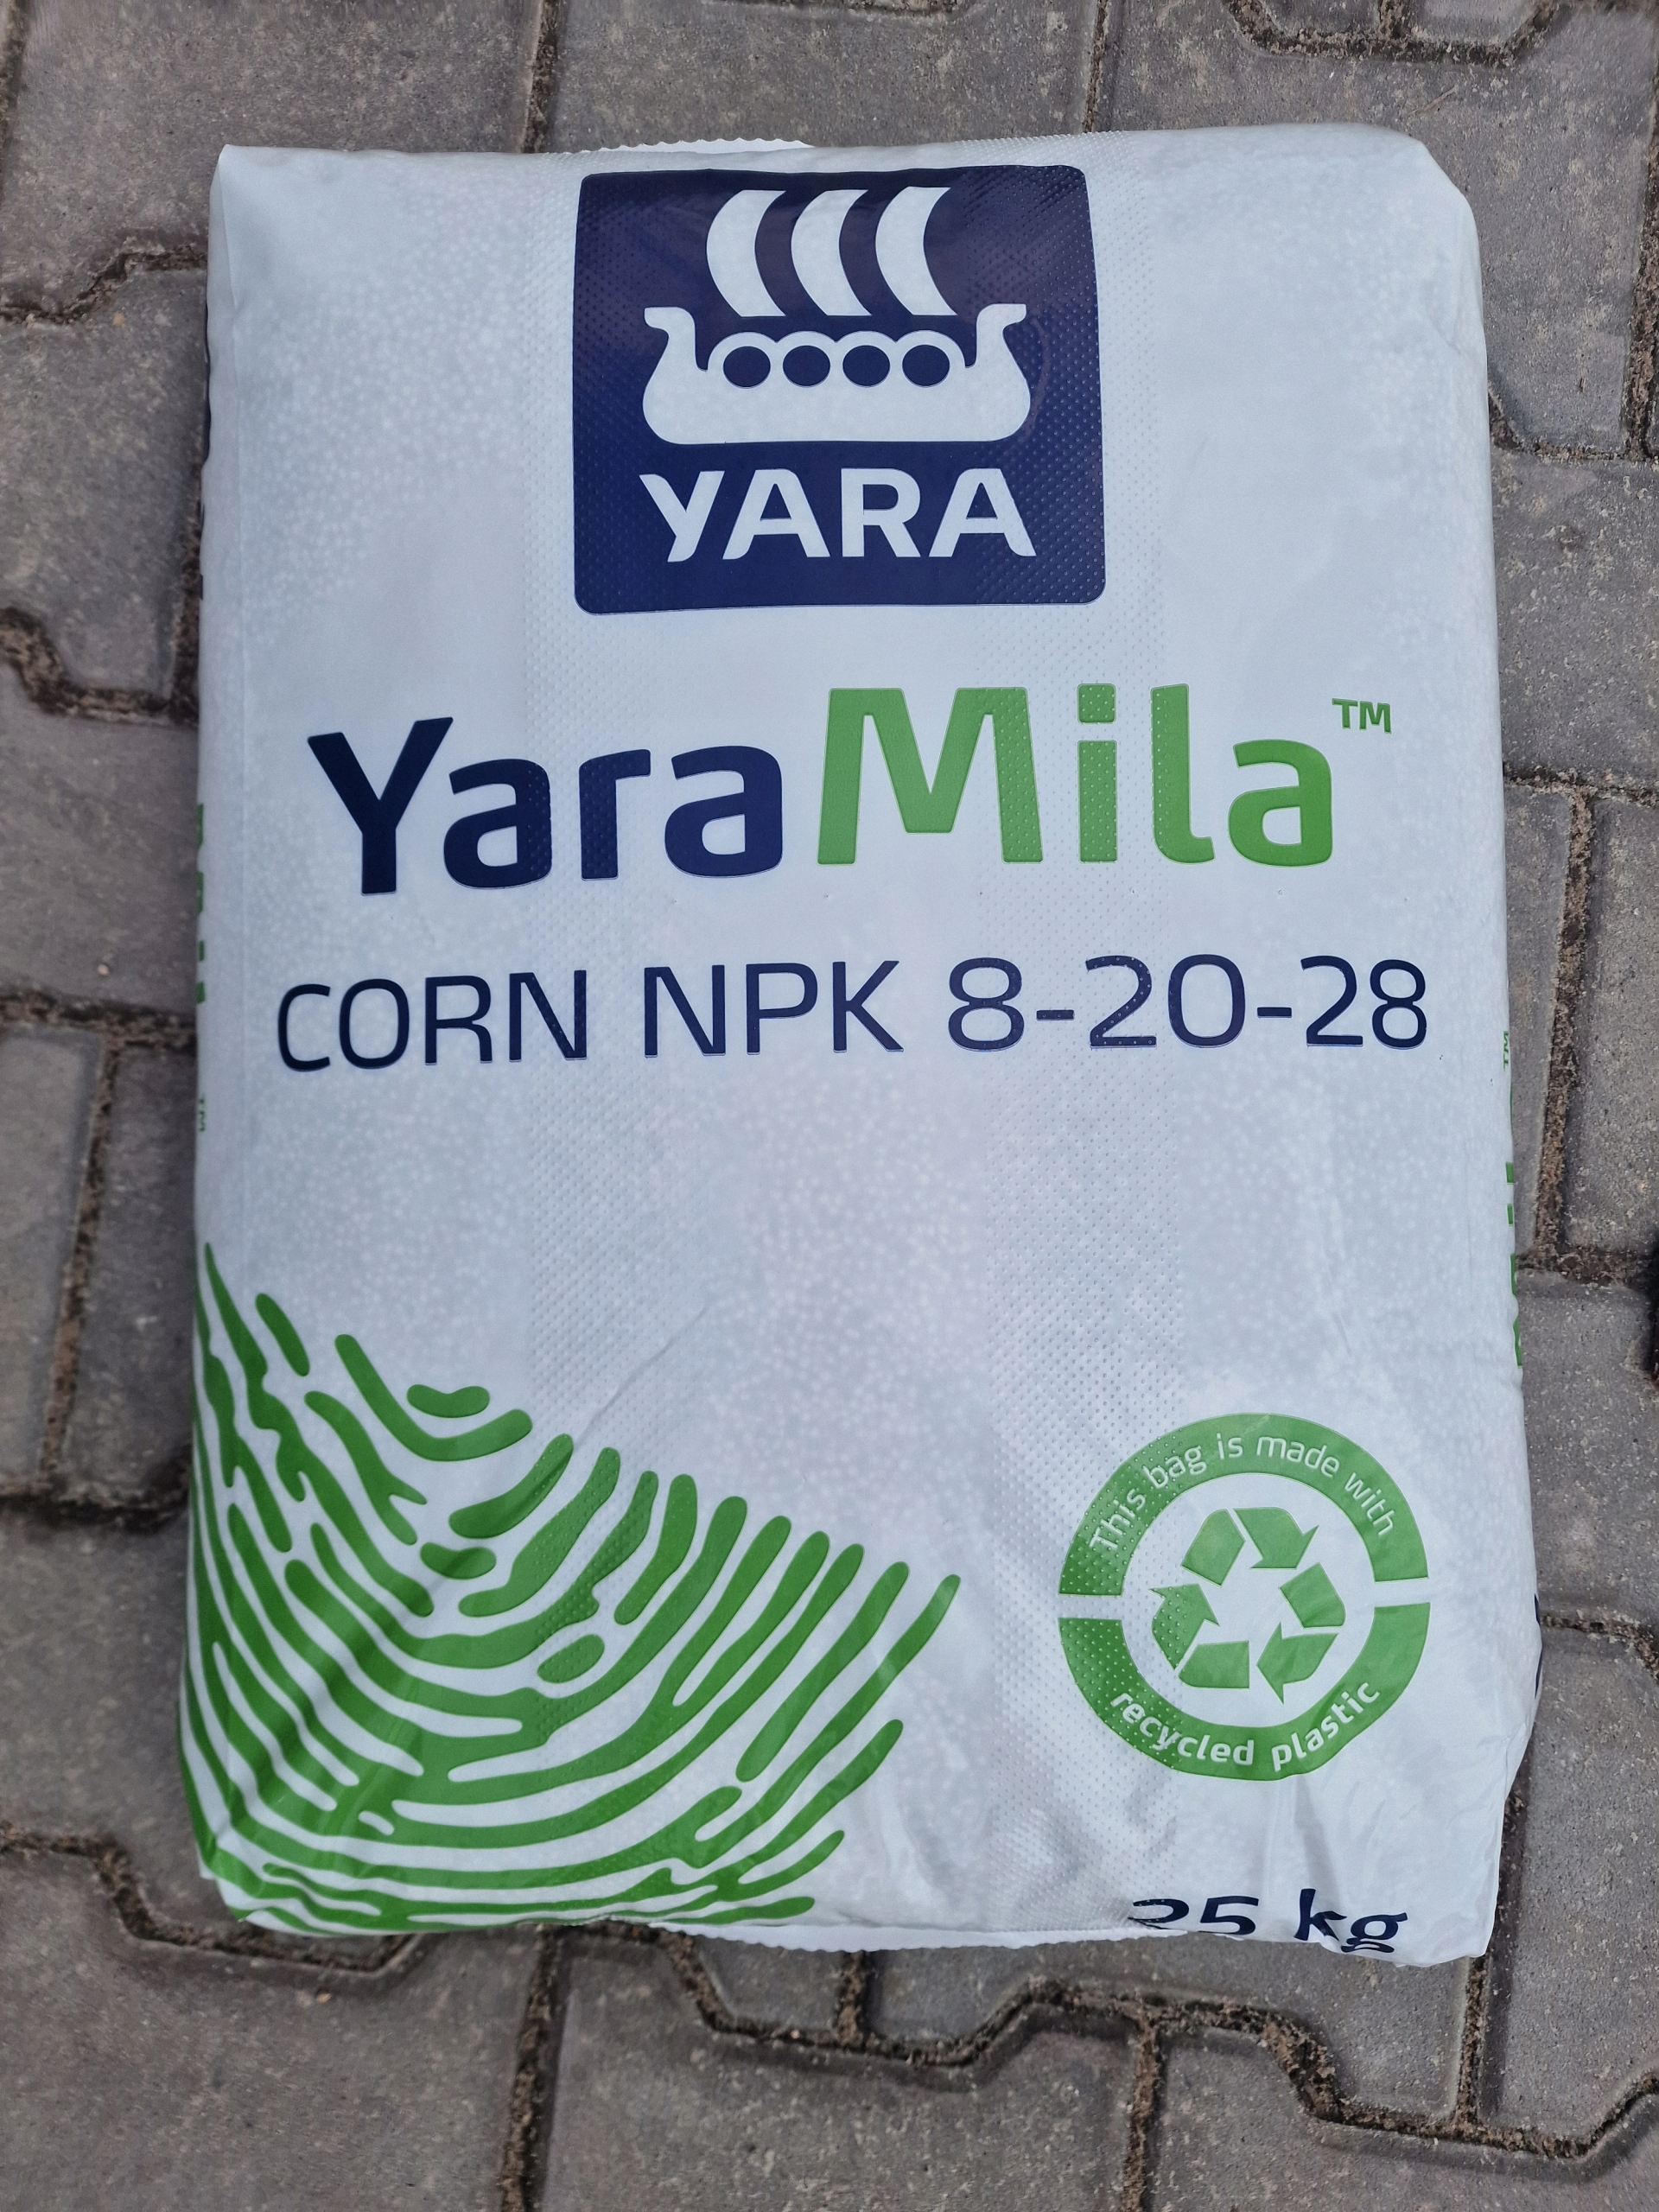 YARA
YaraMila™
CORN NPK 8-20-28
This bag is made with
recycled plastic
25 kg